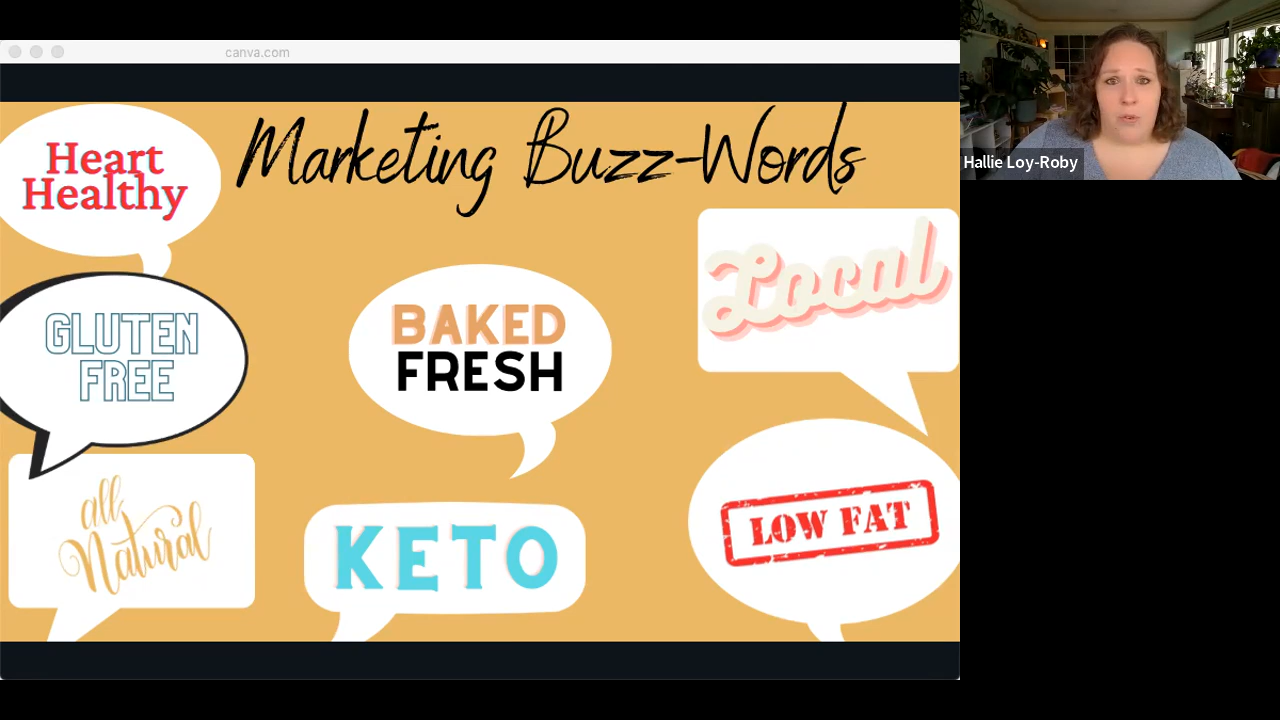 canva.com
Marketing Buzz-Words
Heart
Healthy
GLUTEN
FREE
BAKED
FRESH
Local
all
Natural
KETO
LOW FAT
Hallie Loy-Roby